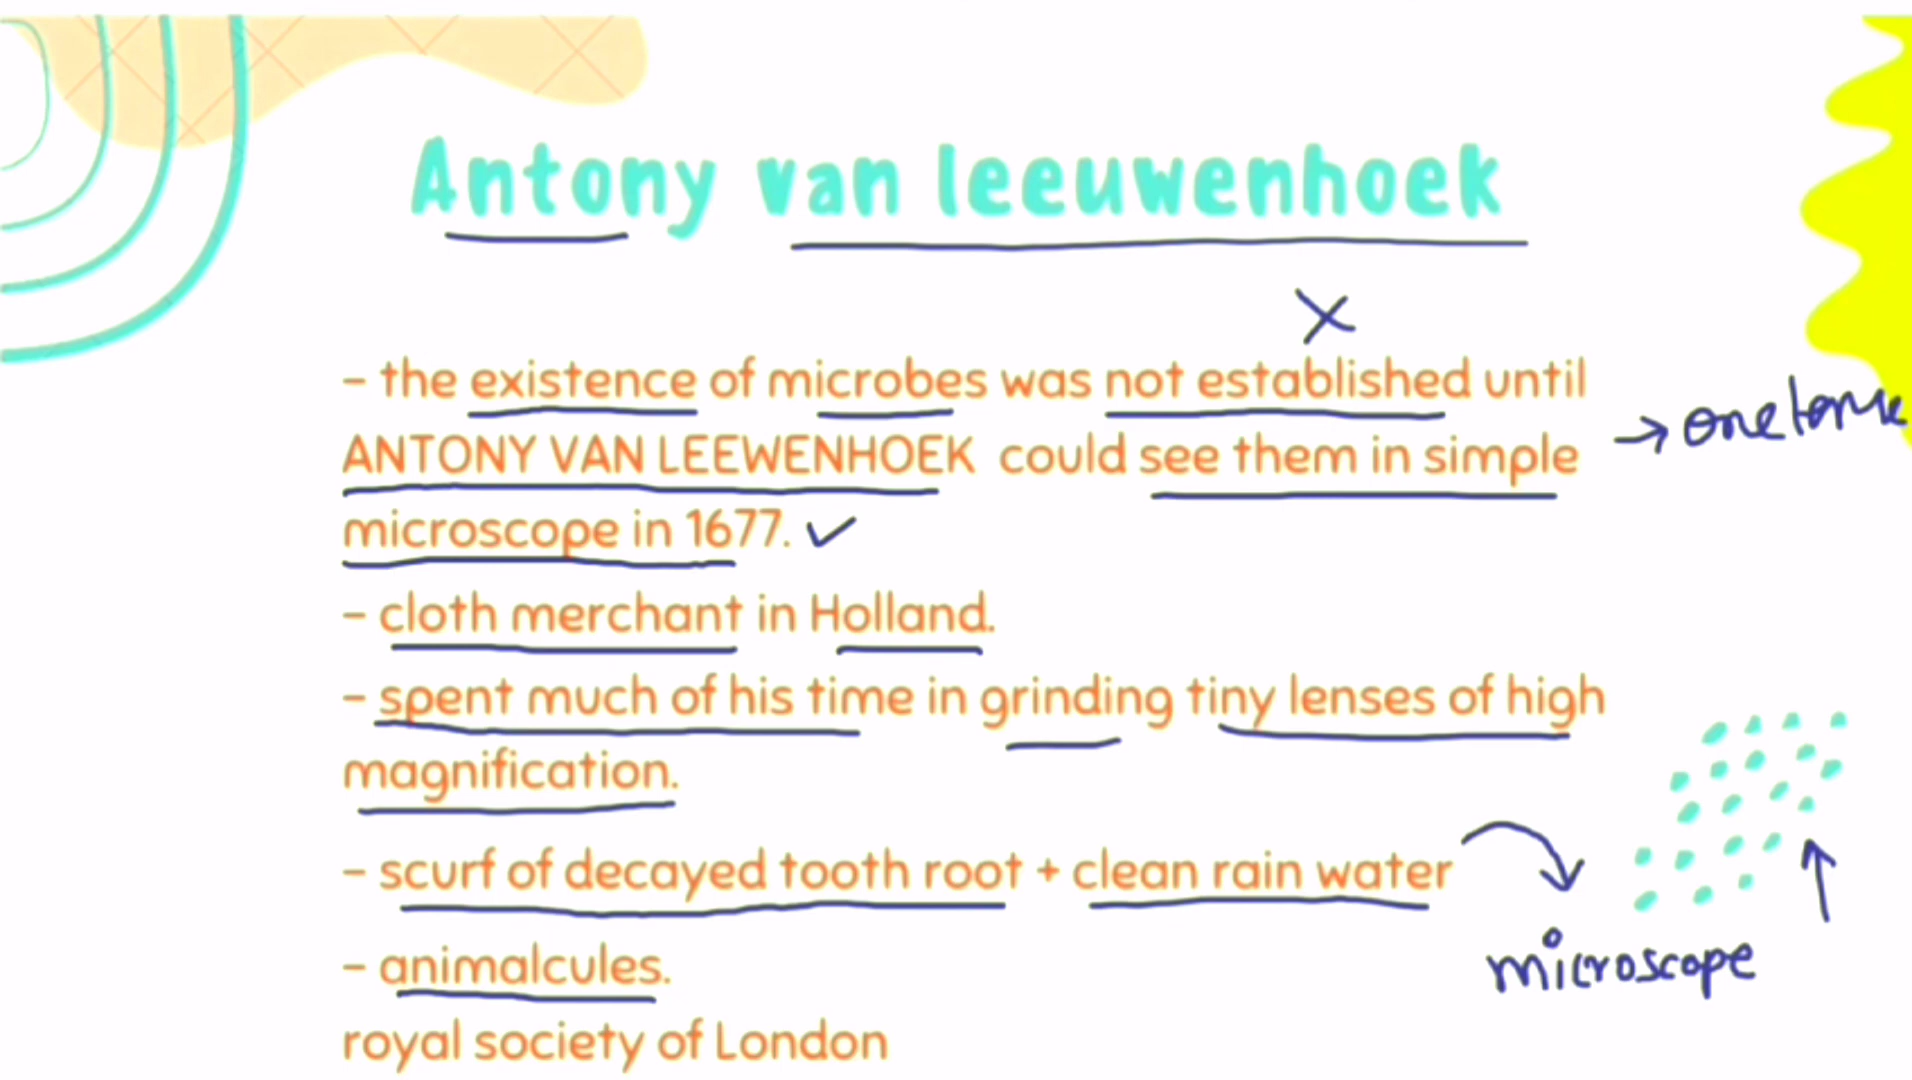 Antony van leeuwenhoek
– the existence of microbes was not established until
ANTONY VAN LEEWENHOEK could see them in simple
microscope in 1677.
– cloth merchant in Holland.
– spent much of his time in grinding tiny lenses of high
magnification.
– scurf of decayed tooth root + clean rain water
microscope
– animalcules.
royal society of London